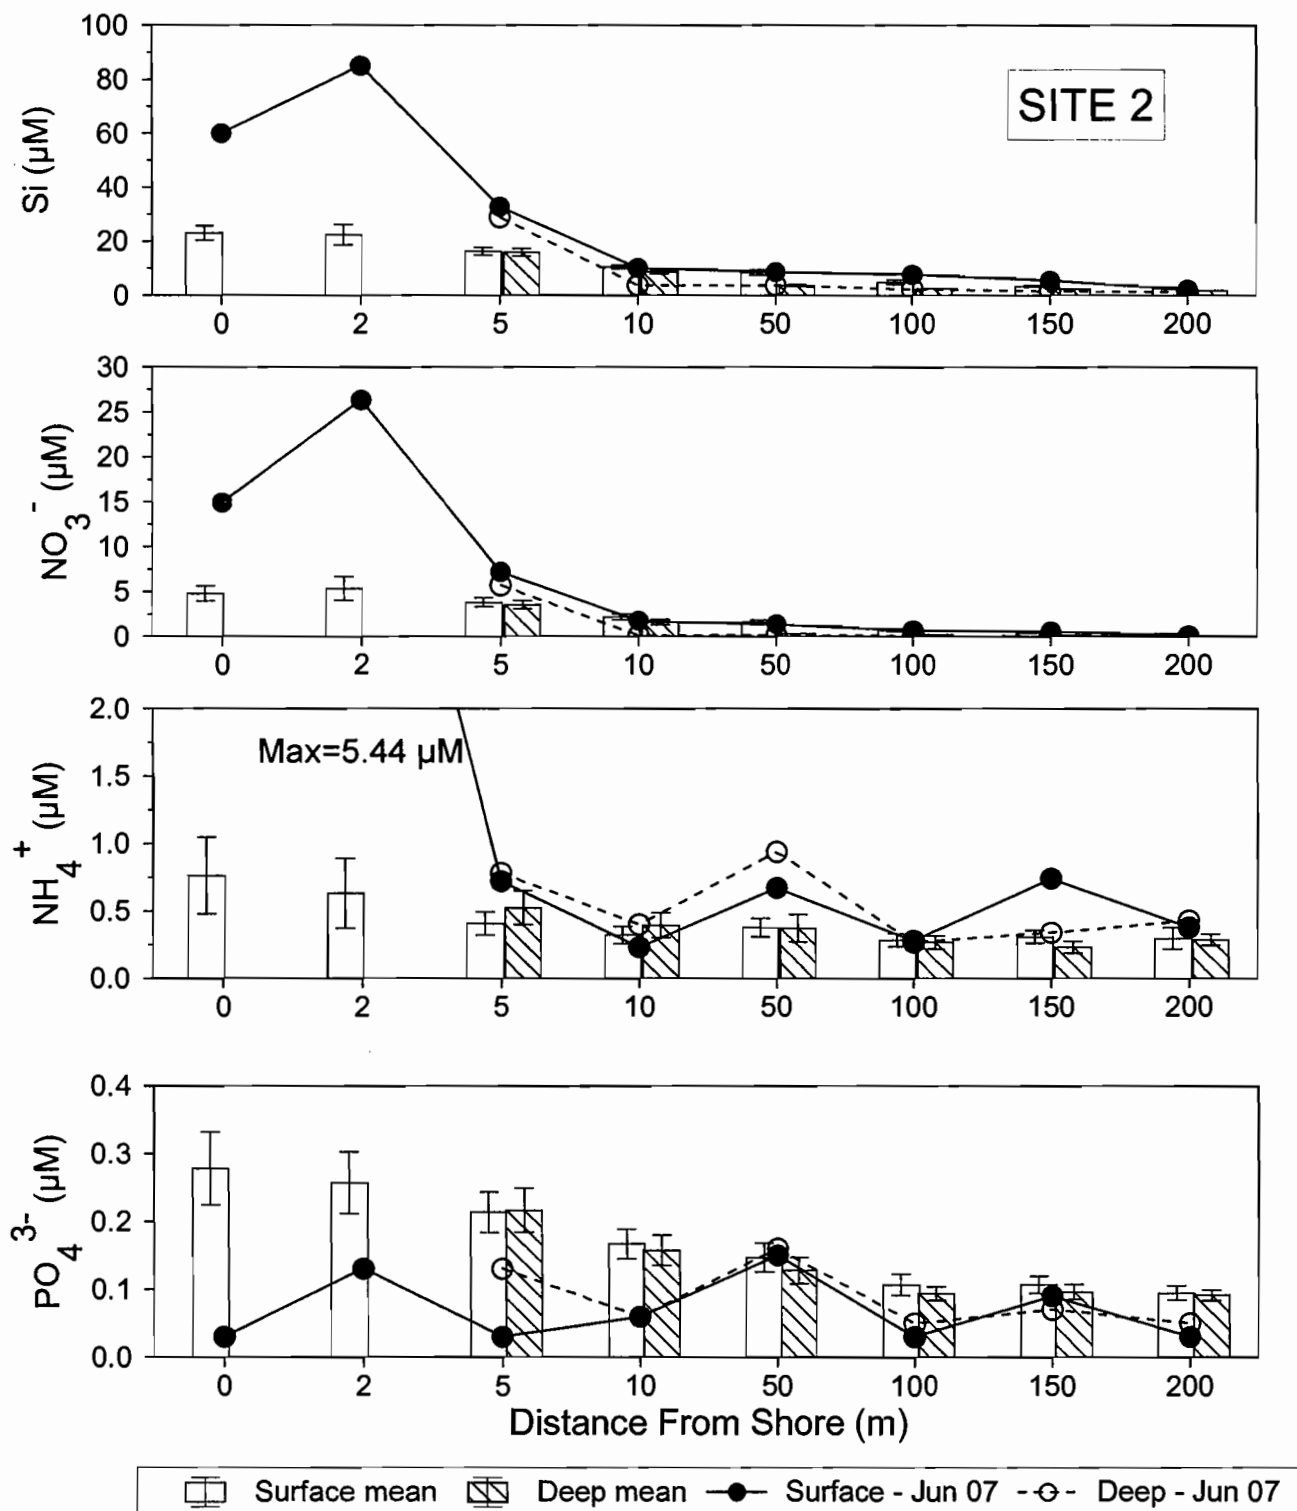 SITE 2
Si (µM)
100
80
60
40
20
0
0 2 5 10 50 100 150 200
NO3- (µM)
30
25
20
15
10
5
0
0 2 5 10 50 100 150 200
NH4+ (µM)
2.0
1.5
1.0
0.5
0.0
Max=5.44 µM
0 2 5 10 50 100 150 200
PO43- (µM)
0.4
0.3
0.2
0.1
0.0
0 2 5 10 50 100 150 200
Distance From Shore (m)
Surface mean Deep mean Surface - Jun 07 Deep - Jun 07